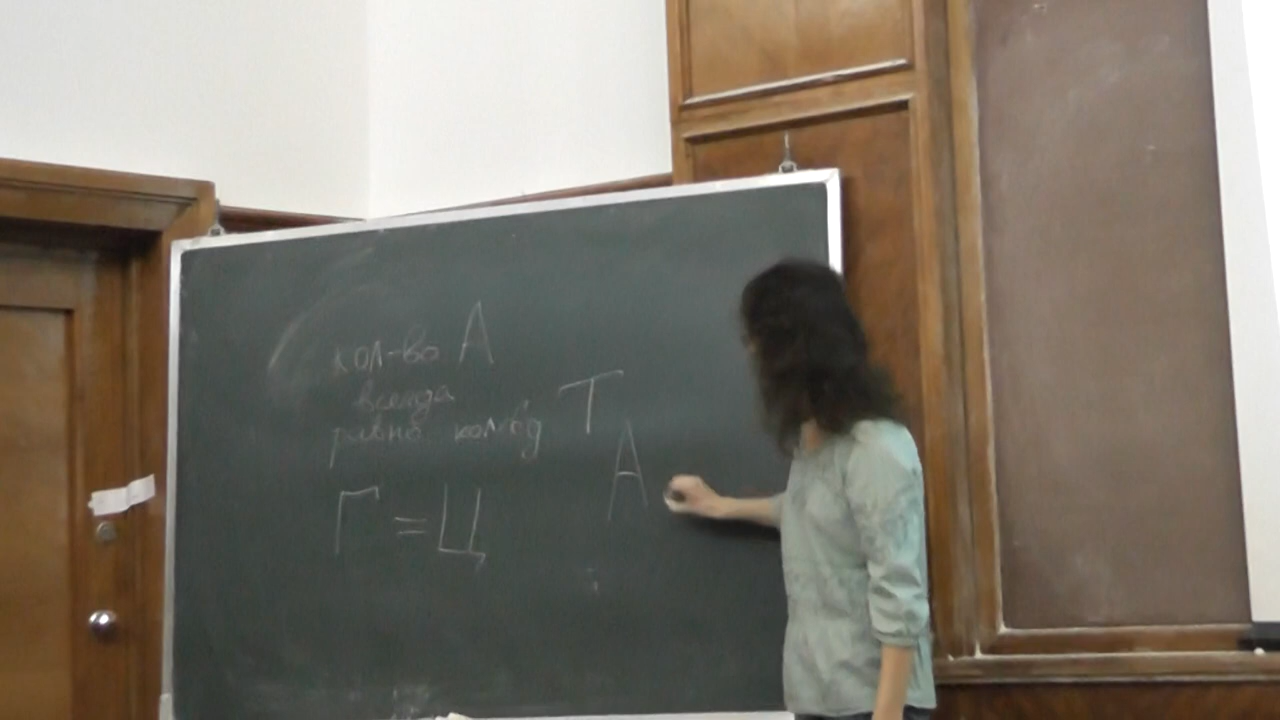 кол-во А
всегда
равно кол-ву Т
Г = Ц
А